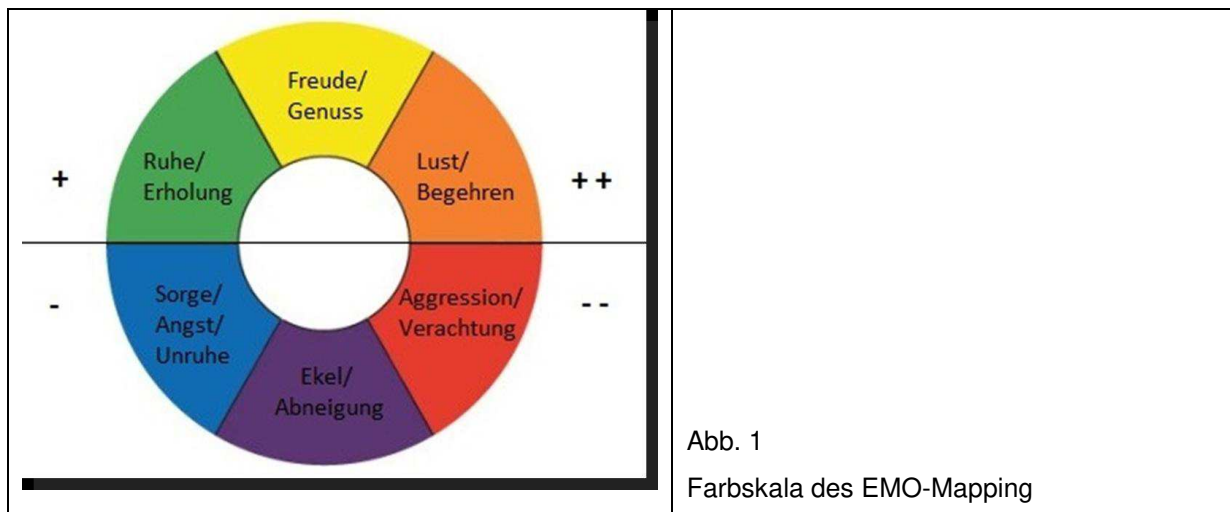 Freude/
Genuss
Ruhe/
Erholung
Lust/
Begehren
+
++
-
--
Sorge/
Angst/
Unruhe
Aggression/
Verachtung
Ekel/
Abneigung
Abb. 1
Farbskala des EMO-Mapping